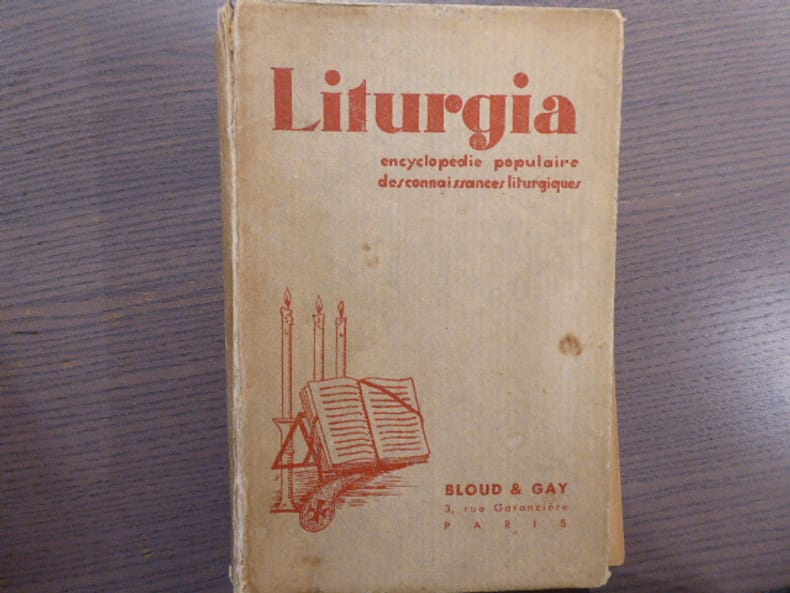 Liturgia
encyclopédie populaire
des connaissances liturgiques
BLOUD & GAY
3, rue Garancière
PARIS